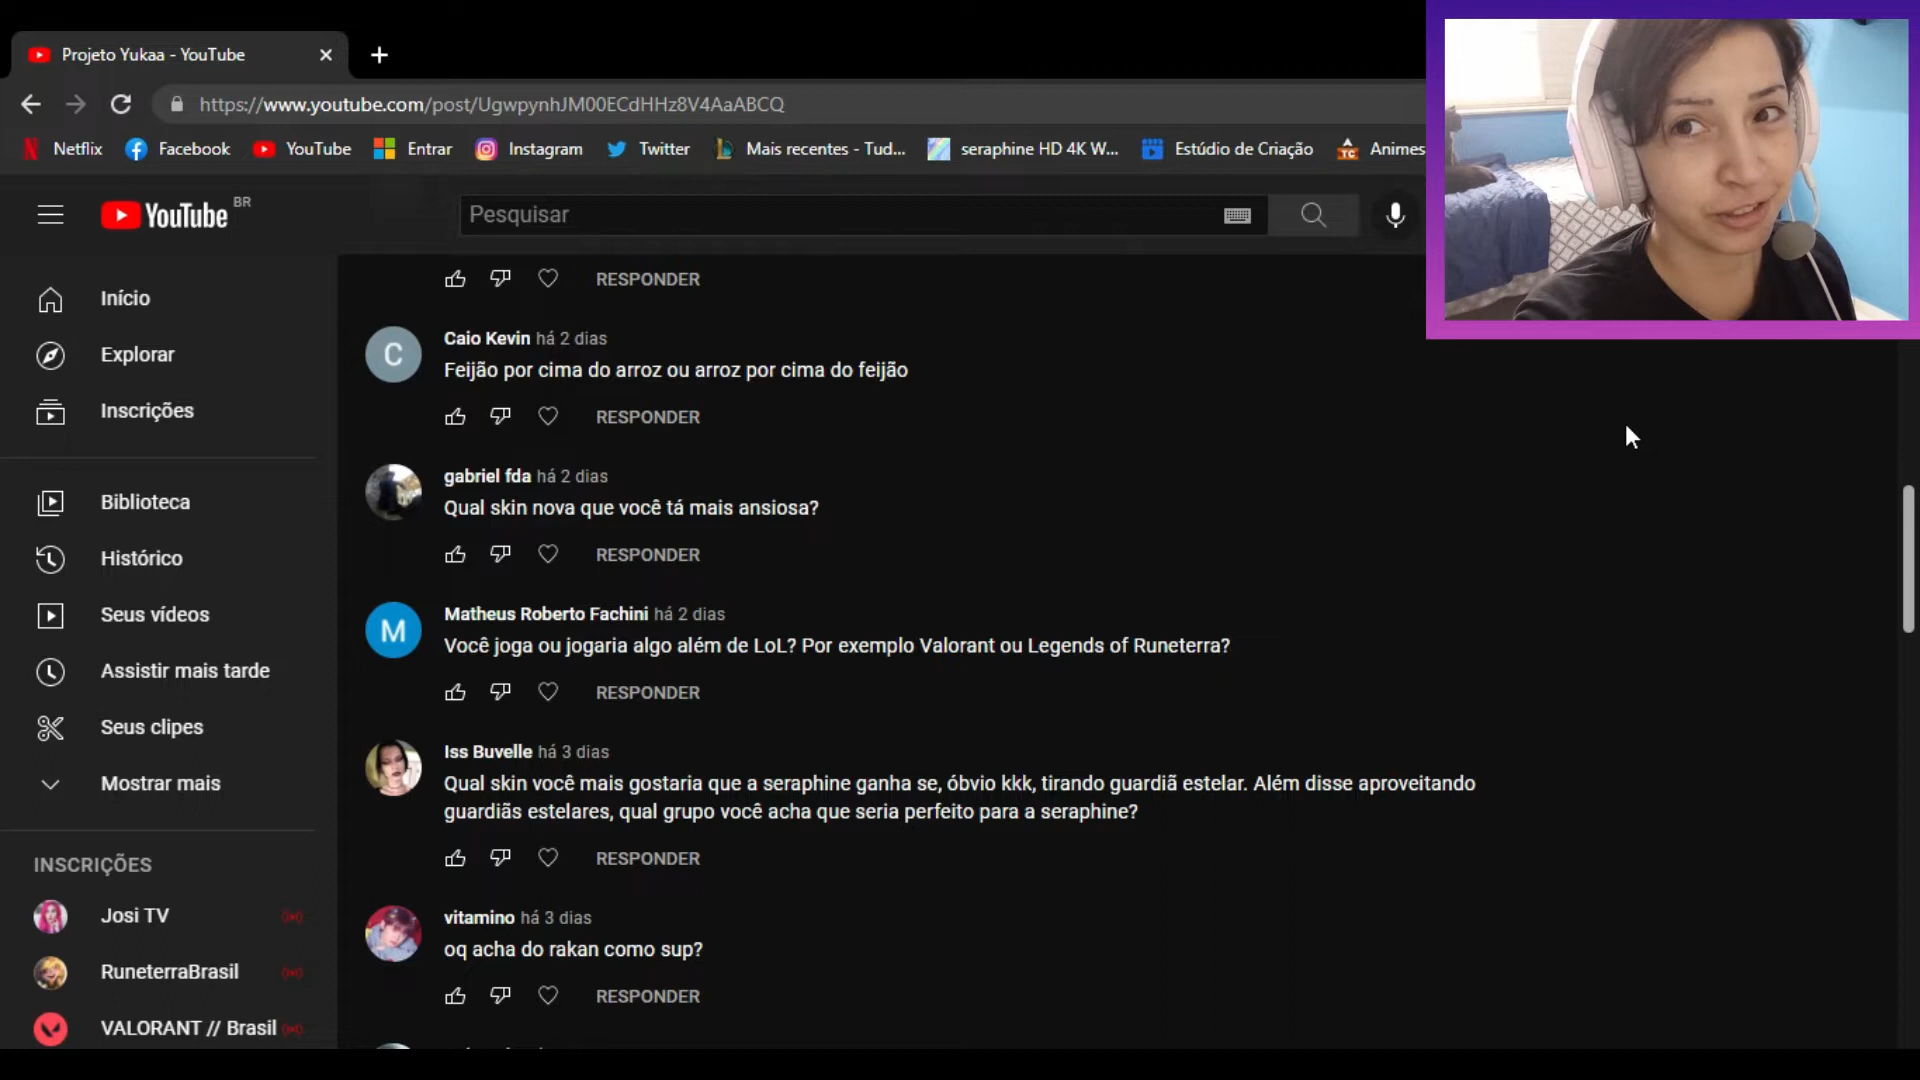 Projeto Yukaa - YouTube
https://www.youtube.com/post/UgwpynhJM00ECdHHz8V4AaABCQ
Netflix Facebook YouTube Entrar Instagram Twitter Mais recentes - Tud... seraphine HD 4K W... Estúdio de Criação Animes
YouTube BR
Pesquisar
Início
Explorar
Inscrições
Biblioteca
Histórico
Seus vídeos
Assistir mais tarde
Seus clipes
Mostrar mais
INSCRIÇÕES
Josi TV
RuneterraBrasil
VALORANT // Brasil
RESPONDER
C
Caio Kevin há 2 dias
Feijão por cima do arroz ou arroz por cima do feijão
RESPONDER
gabriel fda há 2 dias
Qual skin nova que você tá mais ansiosa?
RESPONDER
M
Matheus Roberto Fachini há 2 dias
Você joga ou jogaria algo além de LoL? Por exemplo Valorant ou Legends of Runeterra?
RESPONDER
Iss Buvelle há 3 dias
Qual skin você mais gostaria que a seraphine ganha se, óbvio kkk, tirando guardiã estelar. Além disse aproveitando
guardiãs estelares, qual grupo você acha que seria perfeito para a seraphine?
RESPONDER
vitamino há 3 dias
oq acha do rakan como sup?
RESPONDER